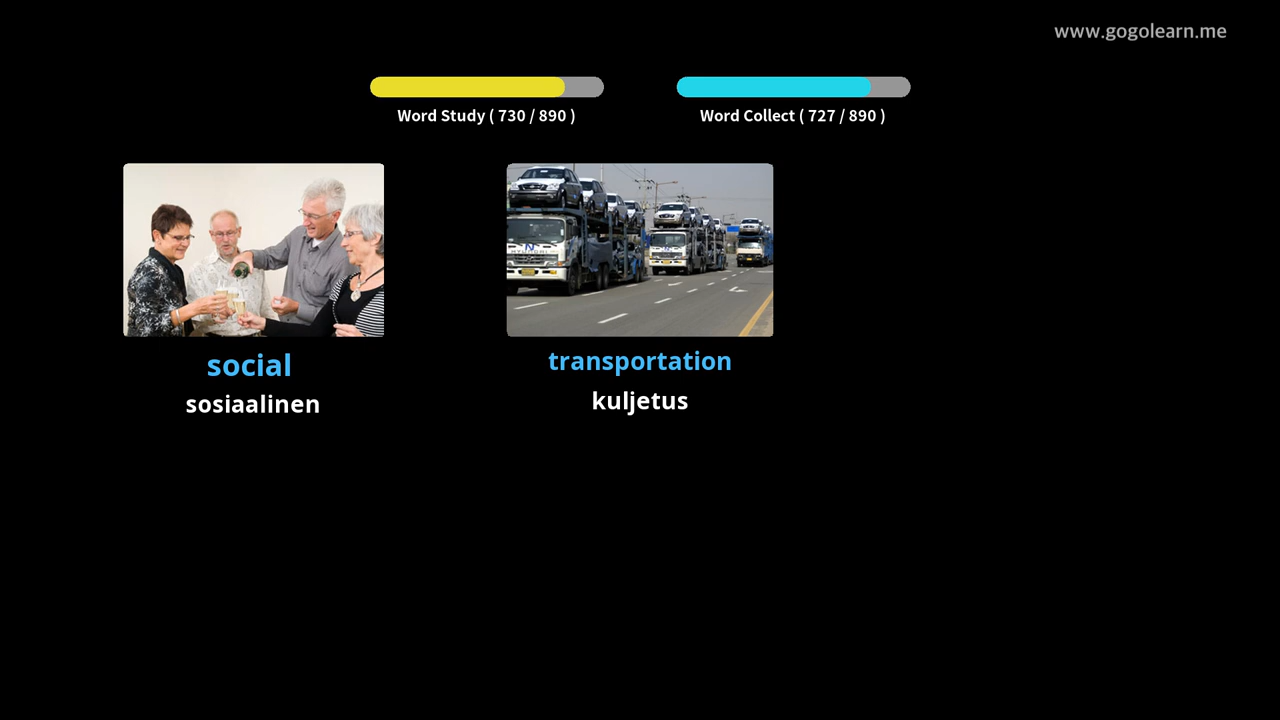 www.gogolearn.me
Word Study ( 730 / 890 )
Word Collect ( 727 / 890 )
social
sosiaalinen
transportation
kuljetus